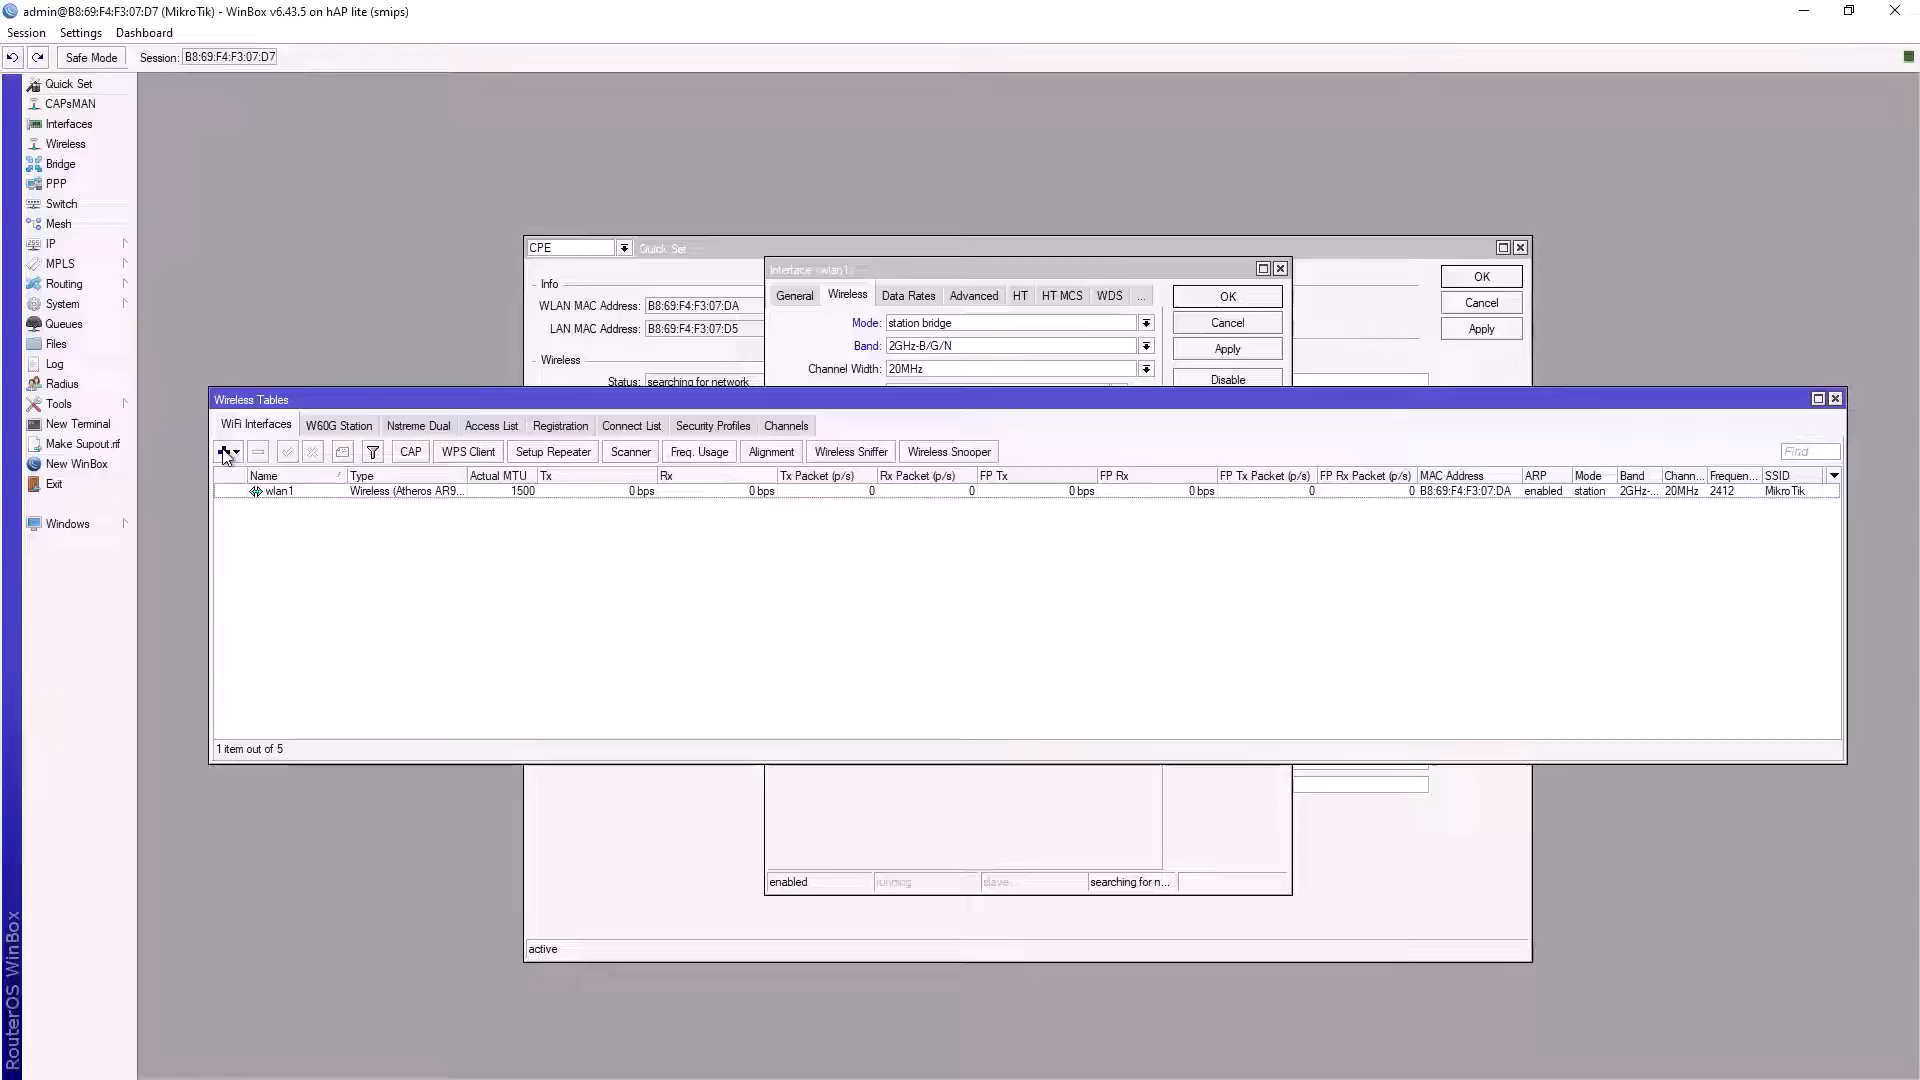 admin@B8:69:F4:F3:07:D7 (MikroTik) - WinBox v6.43.5 on hAP lite (smips)
Session Settings Dashboard
Safe Mode Session: B8:69:F4:F3:07:D7
Quick Set
CAPsMAN
Interfaces
Wireless
Bridge
PPP
Switch
Mesh
IP
MPLS
Routing
System
Queues
Files
Log
Radius
Tools
New Terminal
Make Supout.rif
New WinBox
Exit
Windows
RouterOS WinBox
CPE Quick Set
Info
WLAN MAC Address: B8:69:F4:F3:07:DA
LAN MAC Address: B8:69:F4:F3:07:D5
Wireless
Status: searching for network
OK
Cancel
Apply
Interface <wlan1>
General Wireless Data Rates Advanced HT HT MCS WDS ...
Mode: station bridge
Band: 2GHz-B/G/N
Channel Width: 20MHz
OK
Cancel
Apply
Disable
Wireless Tables
WiFi Interfaces W60G Station Nstreme Dual Access List Registration Connect List Security Profiles Channels
CAP WPS Client Setup Repeater Scanner Freq. Usage Alignment Wireless Sniffer Wireless Snooper Find
Name Type Actual MTU Tx Rx Tx Packet (p/s) Rx Packet (p/s) FP Tx FP Rx FP Tx Packet (p/s) FP Rx Packet (p/s) MAC Address ARP Mode Band Chann... Frequen... SSID
wlan1 Wireless (Atheros AR9... 1500 0 bps 0 bps 0 0 0 bps 0 bps 0 0 B8:69:F4:F3:07:DA enabled station 2GHz-... 20MHz 2412 MikroTik
1 item out of 5
enabled running slave searching for n...
active